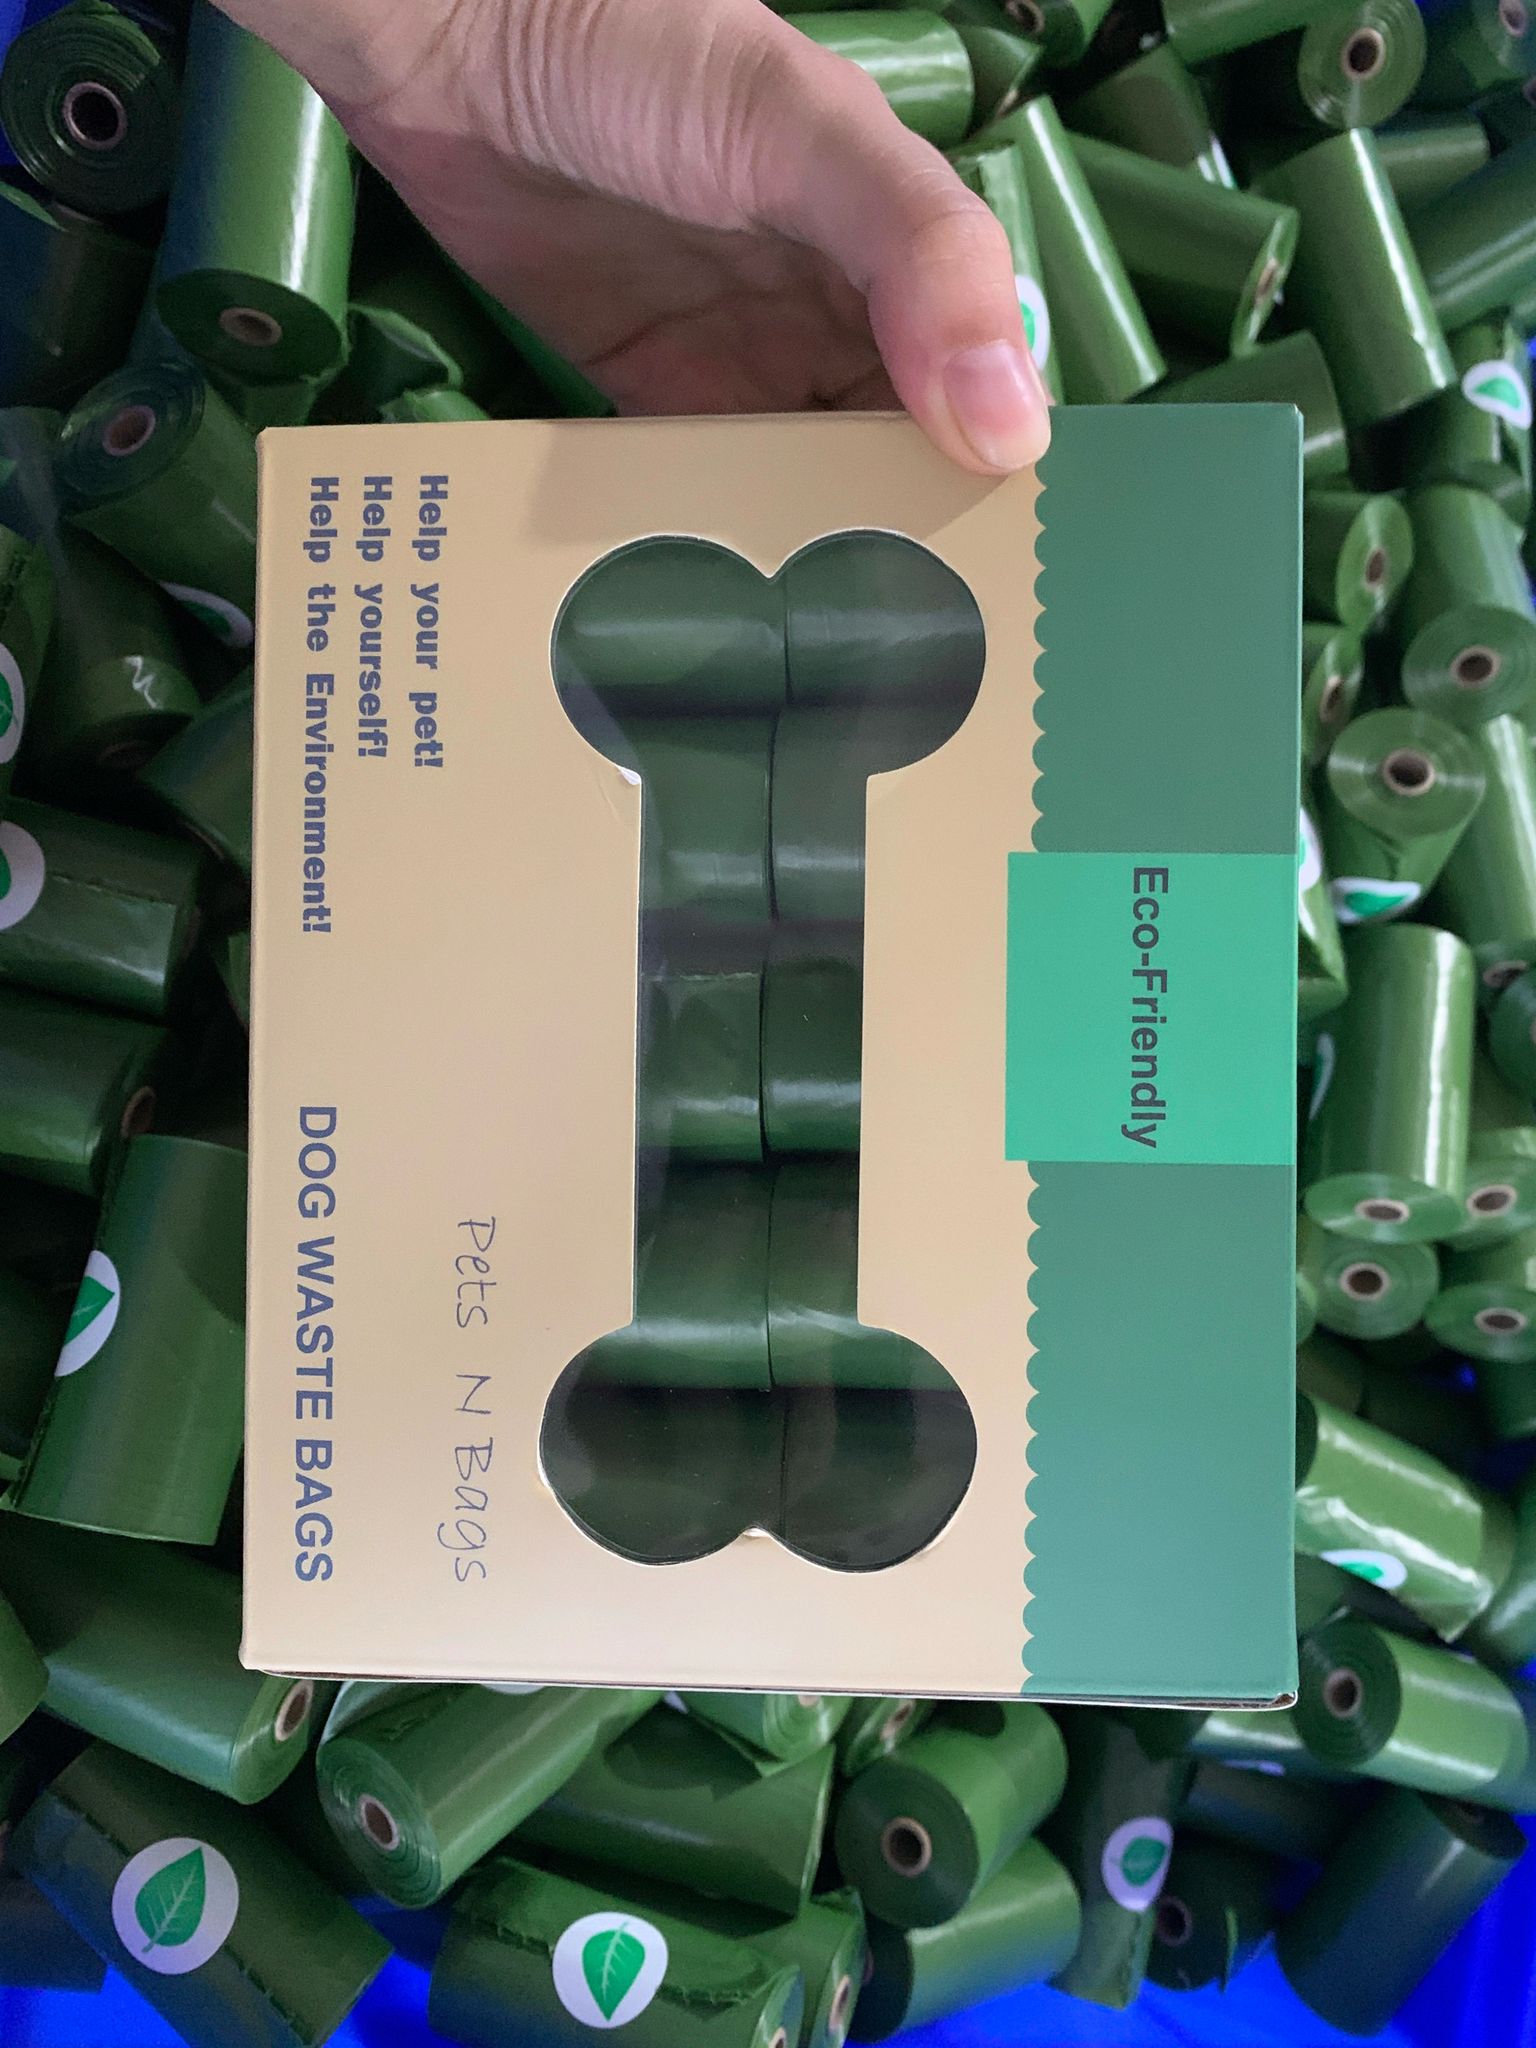 Eco-Friendly
Pets N Bags
Help your pet!
Help yourself!
Help the Environment!
DOG WASTE BAGS